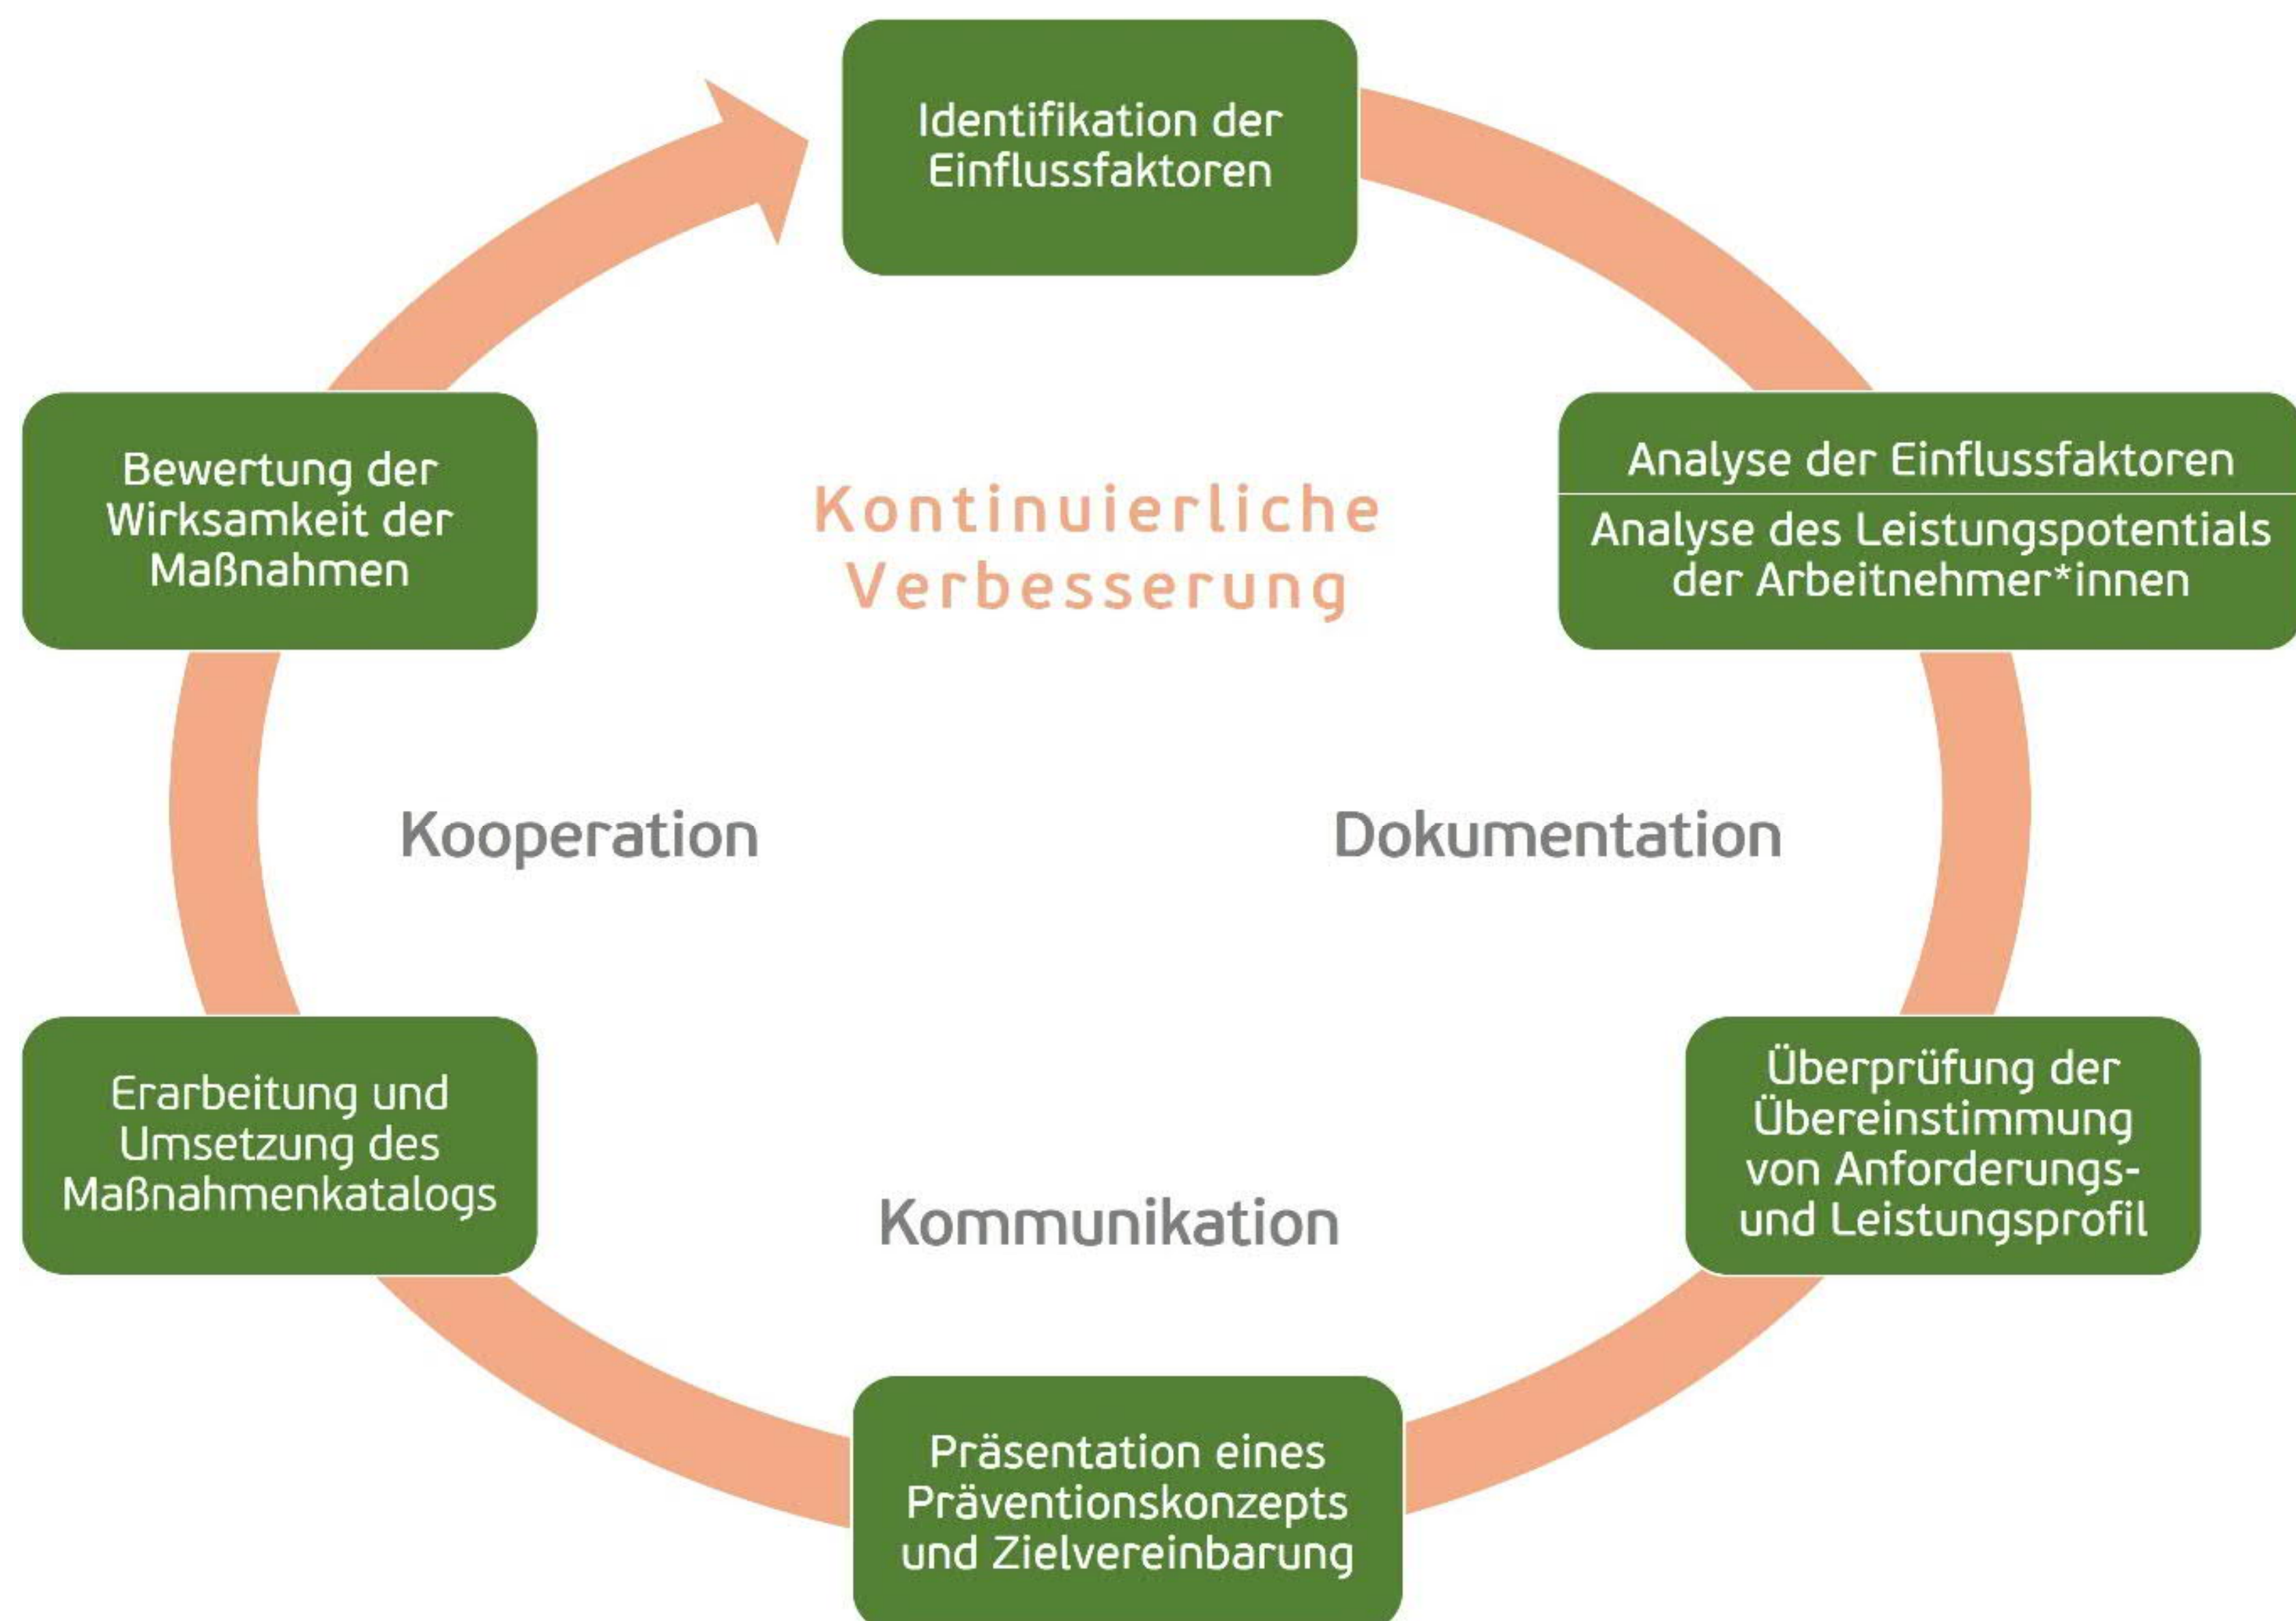 Identifikation der
Einflussfaktoren
Analyse der Einflussfaktoren
Analyse des Leistungspotentials
der Arbeitnehmer*innen
Überprüfung der
Übereinstimmung
von Anforderungs-
und Leistungsprofil
Präsentation eines
Präventionskonzepts
und Zielvereinbarung
Erarbeitung und
Umsetzung des
Maßnahmenkatalogs
Bewertung der
Wirksamkeit der
Maßnahmen
Kontinuierliche
Verbesserung
Kooperation
Dokumentation
Kommunikation